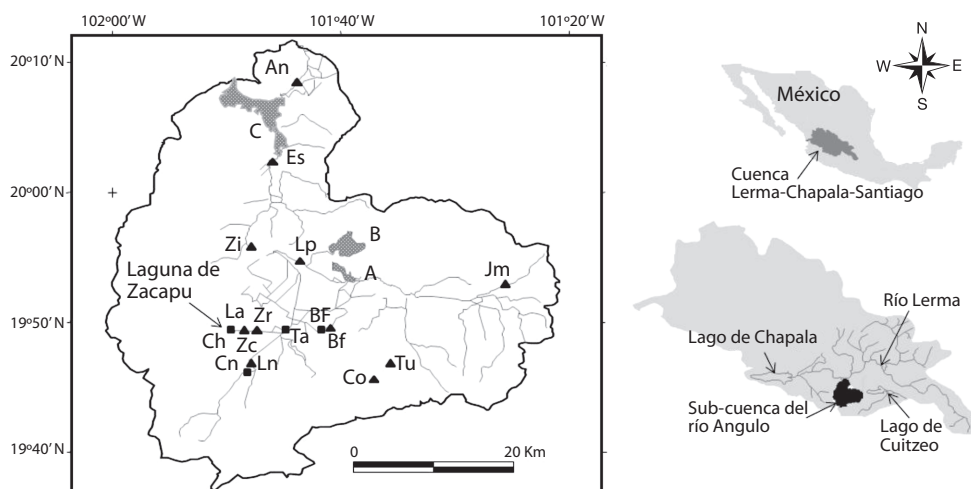 102°00′ W
101°40′
101°20′
20°10′ N
20°00′ N
19°50′ N
19°40′ N
An
C
Es
Zi
Lp
B
A
Jm
Laguna de
Zacapu
La
Zr
BF
Ch
Zc
Ta
Bf
Cn
Ln
Co
Tu
0
20 Km
N
W
E
S
México
Cuenca
Lerma-Chapala-Santiago
Río Lerma
Lago de Chapala
Sub-cuenca del
río Angulo
Lago de
Cuitzeo